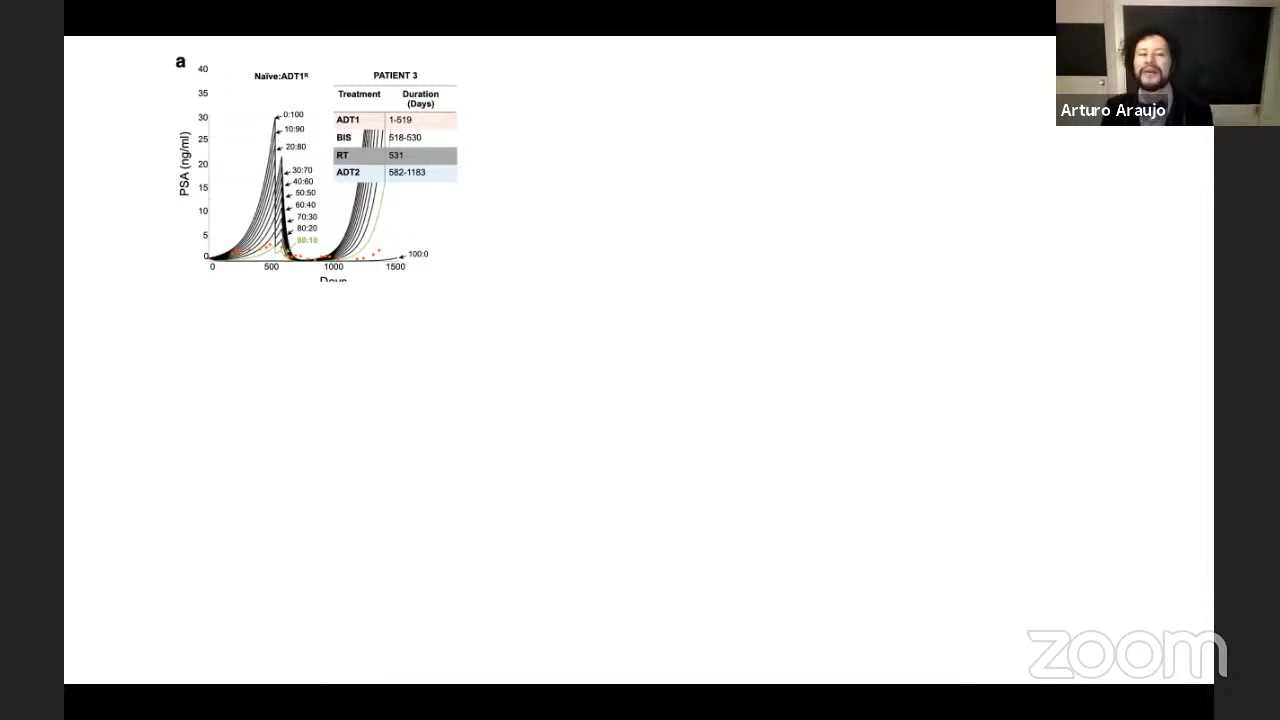 a
Naïve:ADT1ᴿ
PATIENT 3
Treatment Duration
(Days)
ADT1 1-519
BIS 518-530
RT 531
ADT2 582-1183
PSA (ng/ml)
40
35
30
25
20
15
10
5
0
0:100
10:90
20:80
30:70
40:60
50:50
60:40
70:30
80:20
90:10
100:0
0 500 1000 1500
Days
Arturo Araujo
zoom